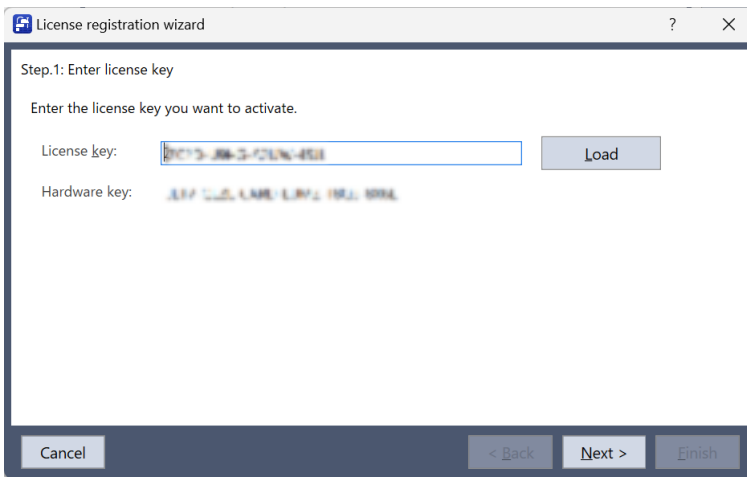 License registration wizard
Step.1: Enter license key
Enter the license key you want to activate.
License key: Load
Hardware key:
Cancel < Back Next > Finish